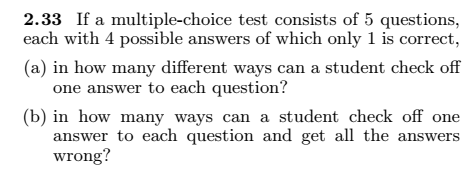 2.33 If a multiple-choice test consists of 5 questions,
each with 4 possible answers of which only 1 is correct,
(a) in how many different ways can a student check off
one answer to each question?
(b) in how many ways can a student check off one
answer to each question and get all the answers
wrong?